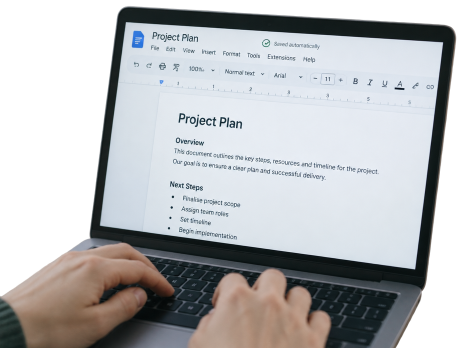 Project Plan
Saved automatically
File Edit View Insert Format Tools Extensions Help
100% Normal text Arial − 11 + B I U A
Project Plan
Overview
This document outlines the key steps, resources and timeline for the project.
Our goal is to ensure a clear plan and successful delivery.
Next Steps
• Finalise project scope
• Assign team roles
• Set timeline
• Begin implementation